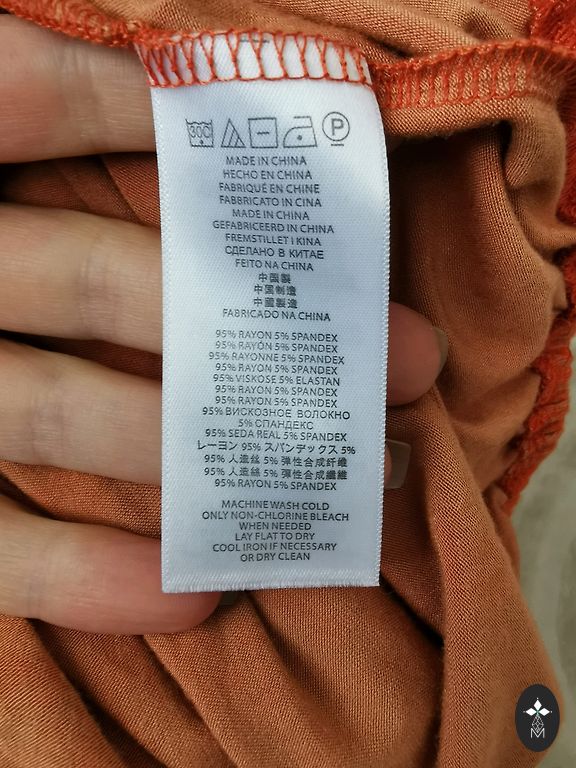 30C P
MADE IN CHINA
HECHO EN CHINA
FABRIQUÉ EN CHINE
FABBRICATO IN CINA
MADE IN CHINA
GEFABRICEERD IN CHINA
FREMSTILLET I KINA
СДЕЛАНО В КИТАЕ
FEITO NA CHINA
中国製
中国制造
中國製造
FABRICADO NA CHINA
95% RAYON 5% SPANDEX
95% RAYÓN 5% SPANDEX
95% RAYONNE 5% SPANDEX
95% RAYON 5% SPANDEX
95% VISKOSE 5% ELASTAN
95% RAYON 5% SPANDEX
95% RAYON 5% SPANDEX
95% ВИСКОЗНОЕ ВОЛОКНО
5% СПАНДЕКС
95% SEDA REAL 5% SPANDEX
レーヨン 95% スパンデックス 5%
95% 人造丝 5% 弹性合成纤维
95% 人造絲 5% 彈性合成纖維
95% RAYON 5% SPANDEX
MACHINE WASH COLD
ONLY NON-CHLORINE BLEACH
WHEN NEEDED
LAY FLAT TO DRY
COOL IRON IF NECESSARY
OR DRY CLEAN
M